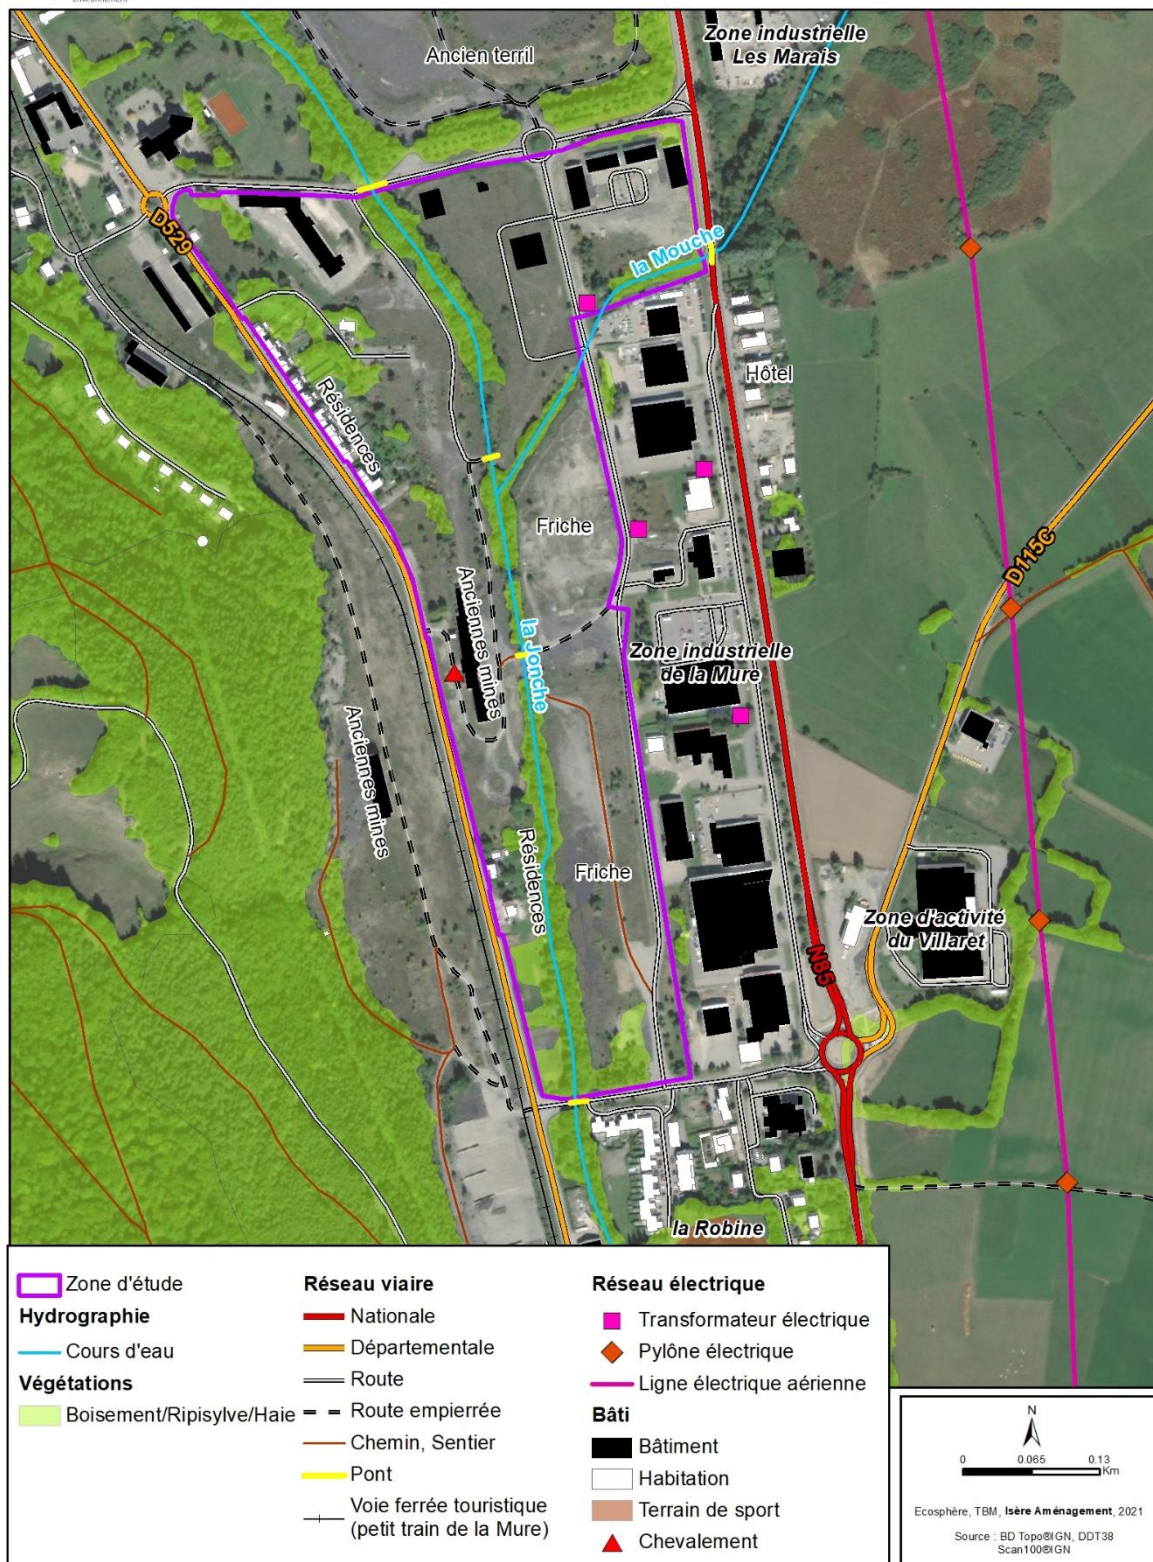 Ancien terril
Zone industrielle
Les Marais
D529
la Mouche
Hôtel
Résidences
Friche
D115C
Anciennes mines
la Jonche
Zone industrielle
de la Mure
Anciennes mines
Résidences
Friche
Zone d'activité
du Villaret
N85
la Robine
Zone d'étude
Hydrographie
Cours d'eau
Végétations
Boisement/Ripisylve/Haie
Réseau viaire
Nationale
Départementale
Route
Route empierrée
Chemin, Sentier
Pont
Voie ferrée touristique
(petit train de la Mure)
Réseau électrique
Transformateur électrique
Pylône électrique
Ligne électrique aérienne
Bâti
Bâtiment
Habitation
Terrain de sport
Chevalement
N
0 0.065 0.13
Km
Ecosphère, TBM, Isère Aménagement, 2021
Source : BD Topo®IGN, DDT38
Scan100®IGN